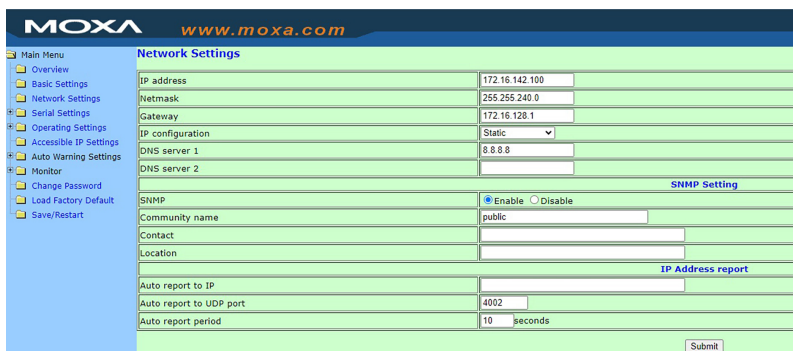 MOXA www.moxa.com
Main Menu
Overview
Basic Settings
Network Settings
Serial Settings
Operating Settings
Accessible IP Settings
Auto Warning Settings
Monitor
Change Password
Load Factory Default
Save/Restart
Network Settings
IP address 172.16.142.100
Netmask 255.255.240.0
Gateway 172.16.128.1
IP configuration Static
DNS server 1 8.8.8.8
DNS server 2
SNMP Setting
SNMP Enable Disable
Community name public
Contact
Location
IP Address report
Auto report to IP
Auto report to UDP port 4002
Auto report period 10 seconds
Submit